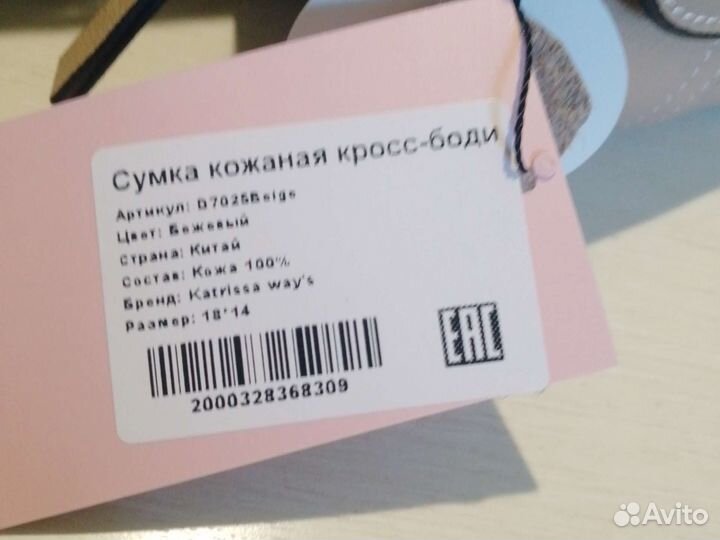 Сумка кожаная кросс-боди
Артикул: D7025Beige
Цвет: Бежевый
Страна: Китай
Состав: Кожа 100%
Бренд: Katrissa way's
Размер: 18*14
2000328368309
EAC
Avito